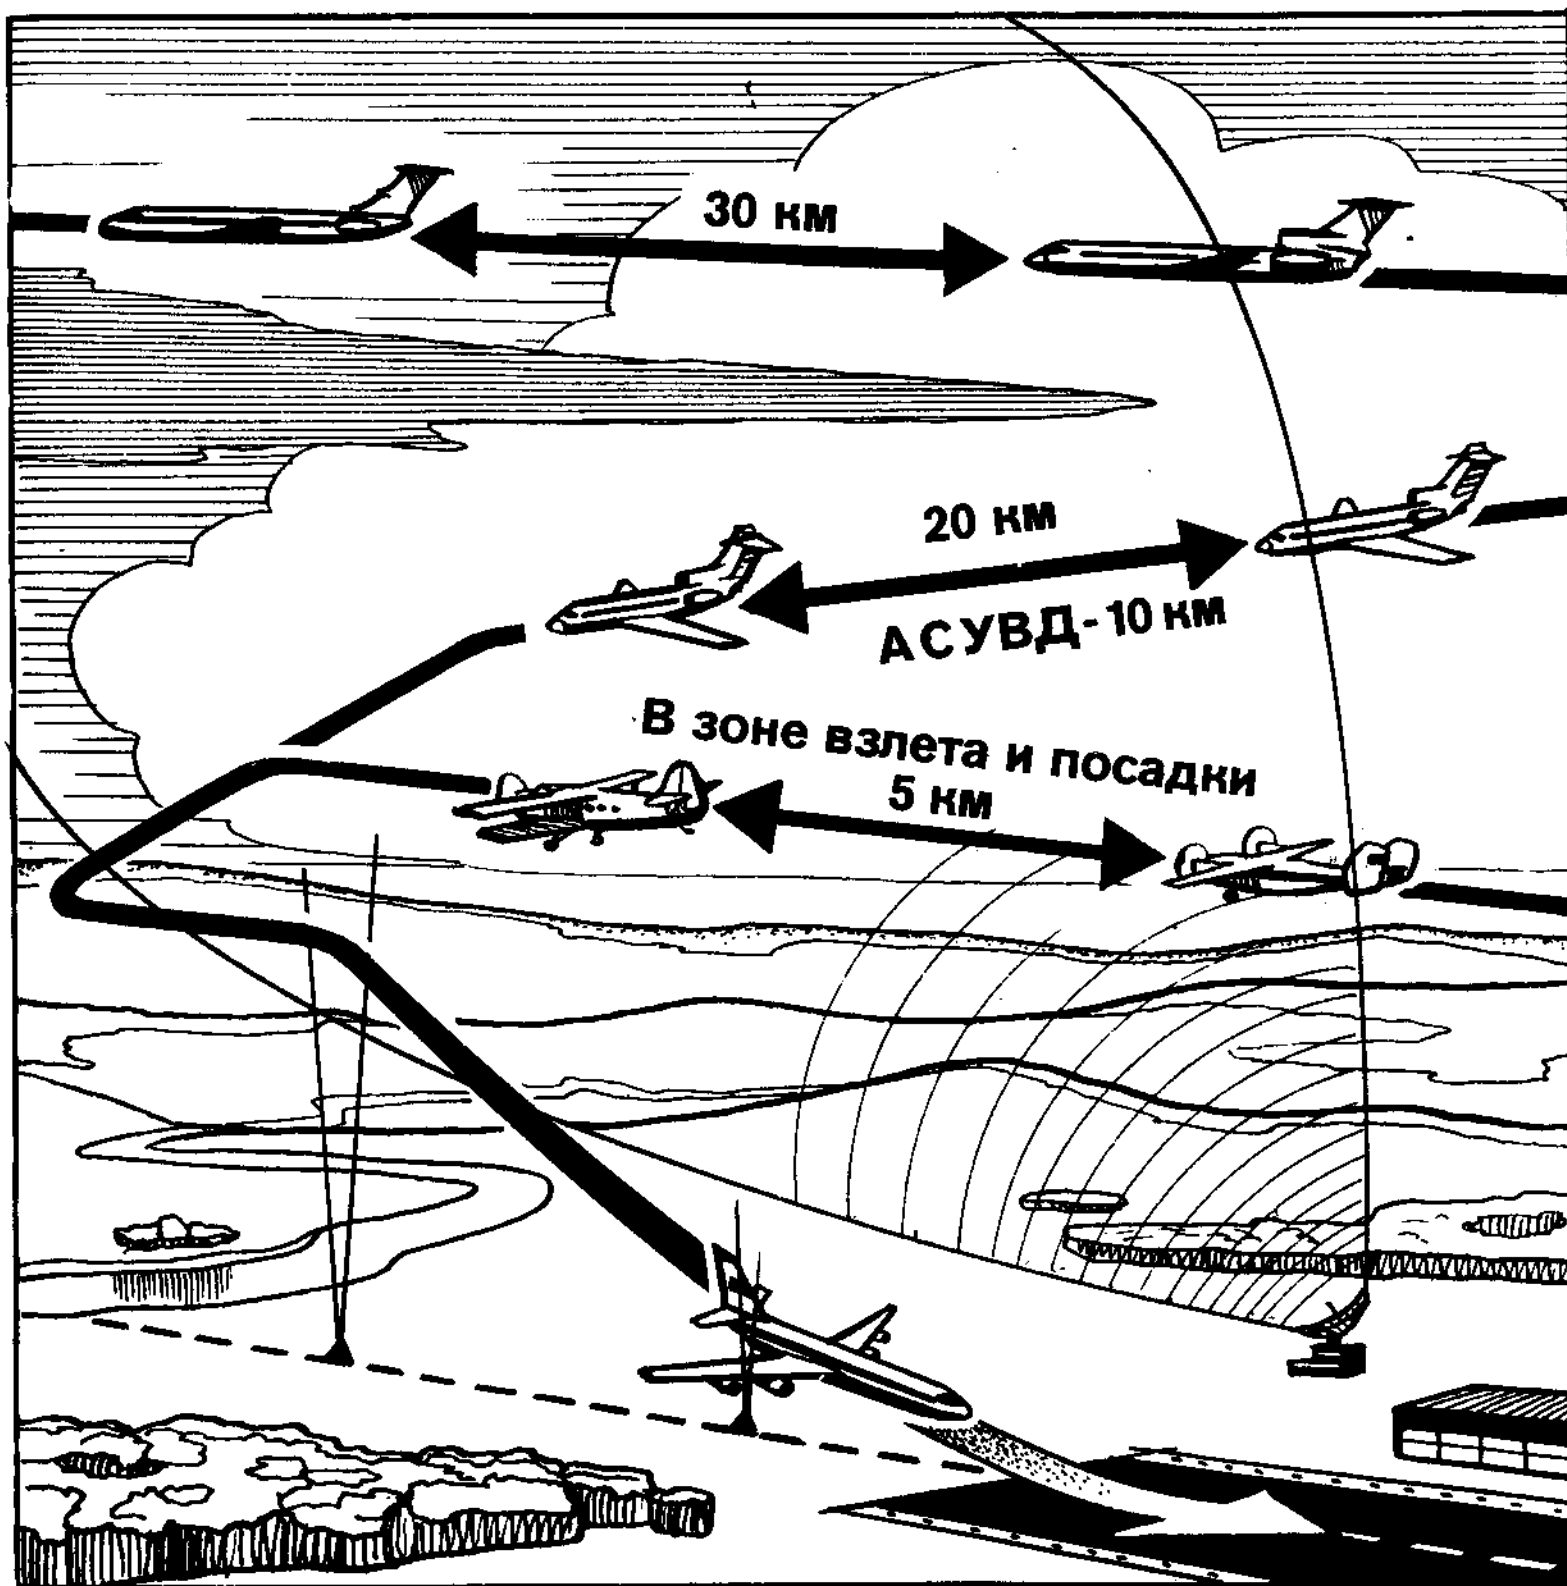 30 км
20 км
АСУВД-10 км
В зоне взлета и посадки
5 км